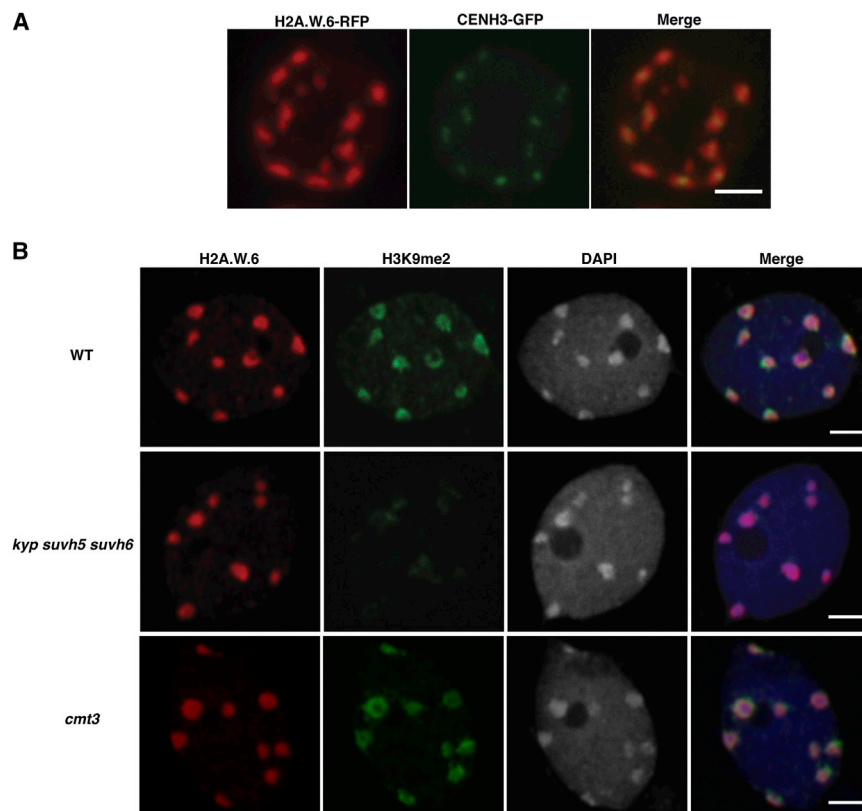 A
H2A.W.6-RFP CENH3-GFP Merge
B
H2A.W.6 H3K9me2 DAPI Merge
WT
kyp suvh5 suvh6
cmt3